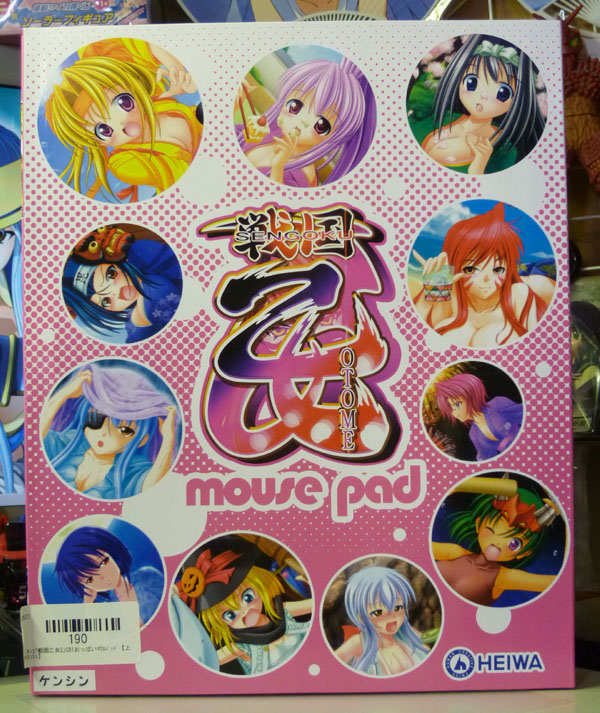 ソーラーフィギュア
戦国
SENGOKU
乙女
OTOME
mouse pad
190
ケンシン
HEIWA